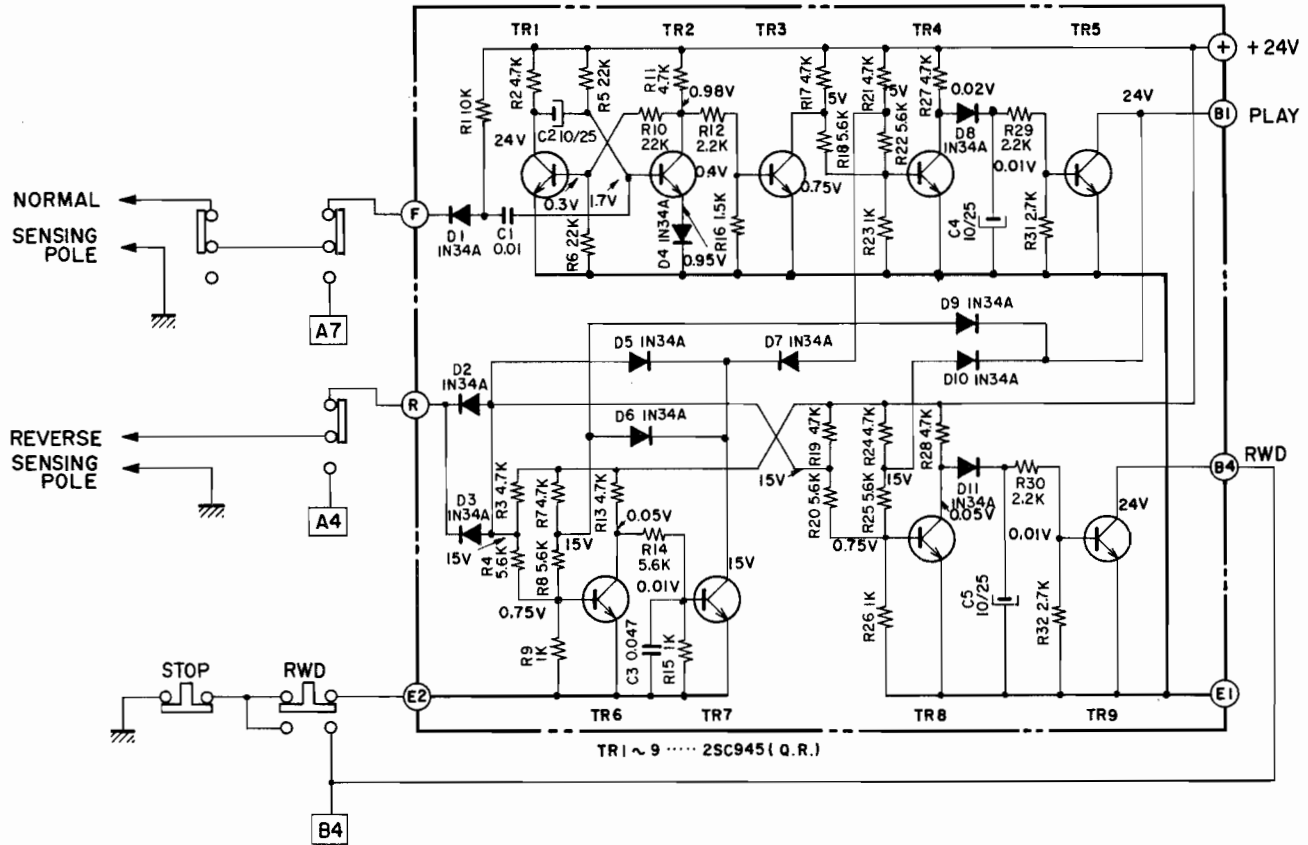 TR1
TR2
TR3
TR4
TR5
+
+24V
B1
PLAY
R1 10K
R2 4.7K
R5 22K
R11 4.7K
0.98V
R17 4.7K
5V
R21 4.7K
5V
R27 4.7K
0.02V
24V
C2 10/25
24V
R10
22K
R12
2.2K
R18 5.6K
R22 5.6K
D8
1N34A
R29
2.2K
0.01V
0.3V
1.7V
0.4V
0.75V
NORMAL
SENSING
POLE
F
D1
1N34A
C1
0.01
R6 22K
D4 1N34A
0.95V
R16 1.5K
R23 1K
C4
10/25
R31 2.7K
A7
D9 1N34A
D5 1N34A
D7 1N34A
D10 1N34A
D2
1N34A
R
D6 1N34A
REVERSE
SENSING
POLE
A4
R3 4.7K
R7 4.7K
R13 4.7K
15V
R19 4.7K
R24 4.7K
15V
R28 4.7K
B4
RWD
D3
1N34A
15V
R4
5.6K
R8 5.6K
15V
0.05V
R14
5.6K
0.01V
15V
R20 5.6K
R25 5.6K
D11
1N34A
0.05V
R30
2.2K
24V
0.75V
0.01V
0.75V
R9
1K
C3 0.047
R15 1K
R26 1K
C5
10/25
R32 2.7K
STOP
RWD
E2
E1
TR6
TR7
TR8
TR9
TR1~9 ····· 2SC945 (Q.R.)
B4